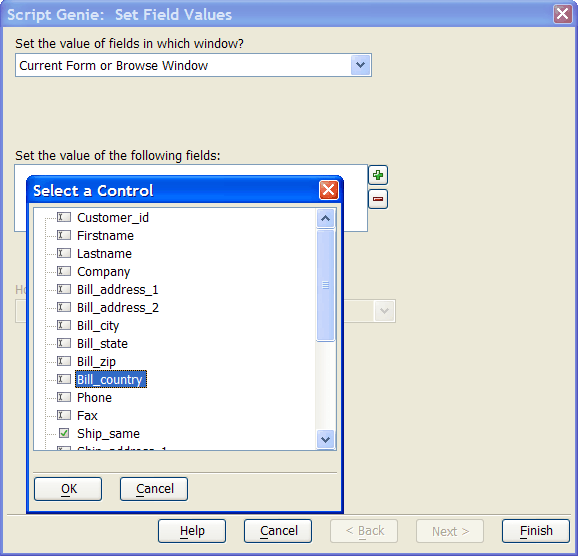 Script Genie: Set Field Values
Set the value of fields in which window?
Current Form or Browse Window
Set the value of the following fields:
Select a Control
Customer_id
Firstname
Lastname
Company
Bill_address_1
Bill_address_2
Bill_city
Bill_state
Bill_zip
Bill_country
Phone
Fax
Ship_same
Ship_address_1
Ho
OK
Cancel
Help
Cancel
< Back
Next >
Finish